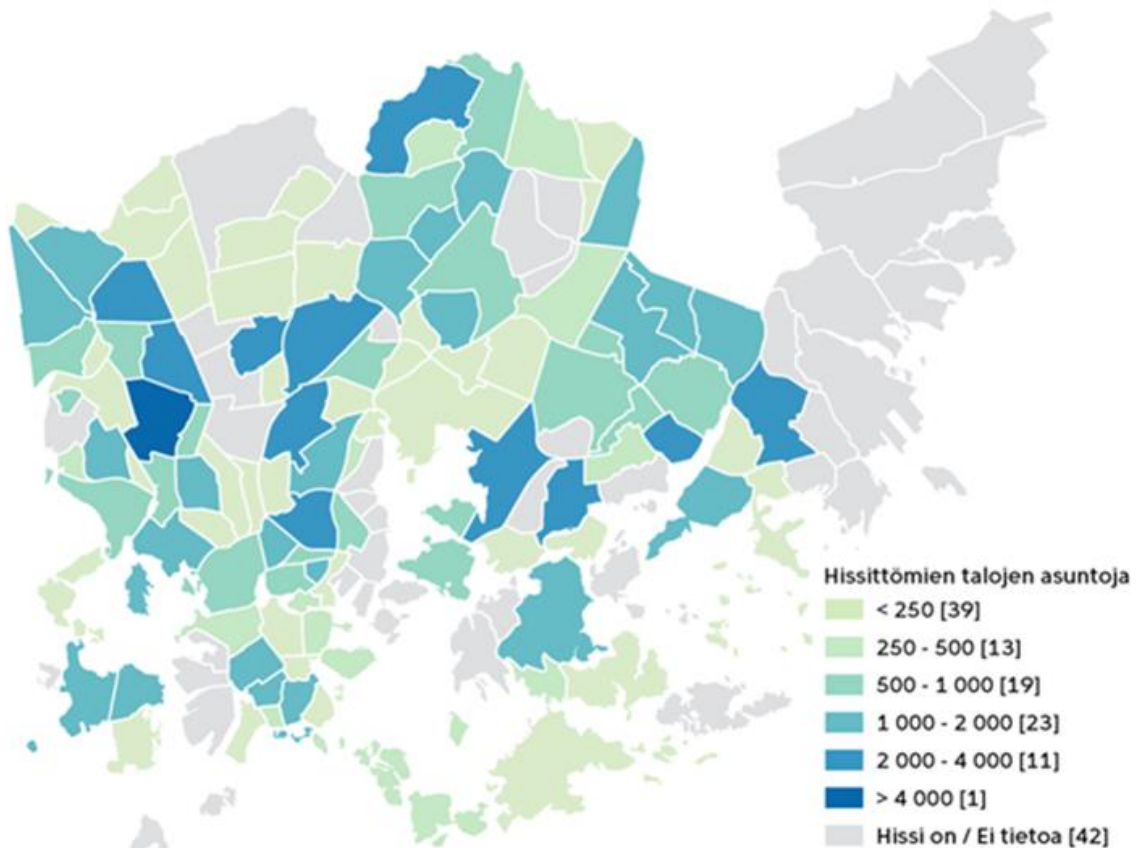 Hissittömien talojen asuntoja
< 250 [39]
250 - 500 [13]
500 - 1 000 [19]
1 000 - 2 000 [23]
2 000 - 4 000 [11]
> 4 000 [1]
Hissi on / Ei tietoa [42]